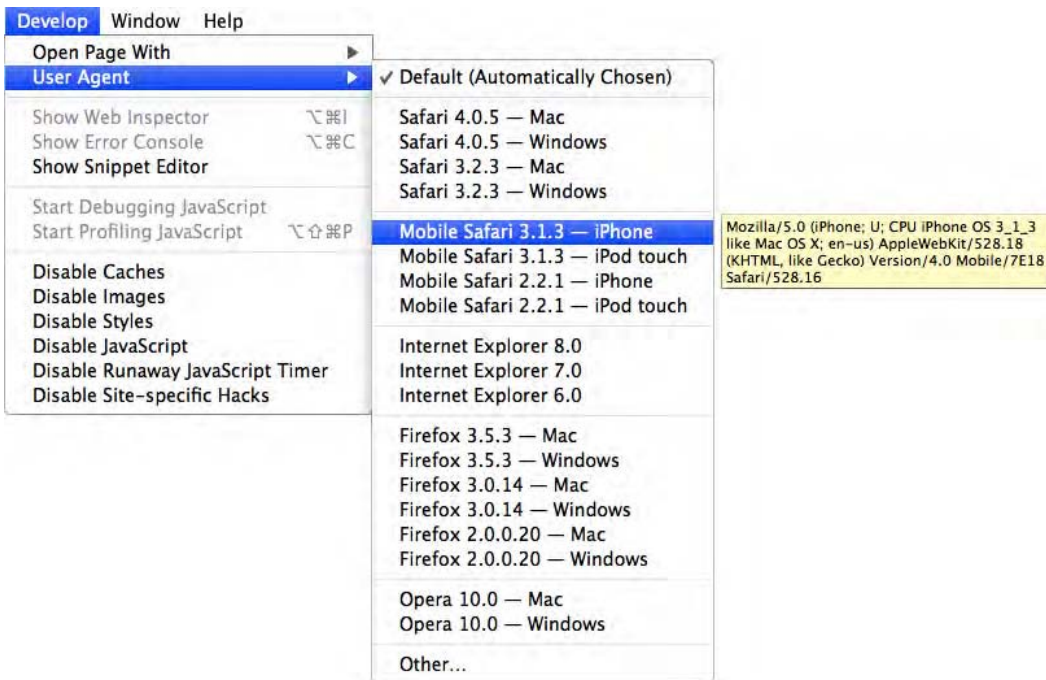 Develop Window Help
Open Page With ▶
User Agent ▶
Show Web Inspector ⌥⌘I
Show Error Console ⌥⌘C
Show Snippet Editor
Start Debugging JavaScript
Start Profiling JavaScript ⌥⇧⌘P
Disable Caches
Disable Images
Disable Styles
Disable JavaScript
Disable Runaway JavaScript Timer
Disable Site-specific Hacks
✓ Default (Automatically Chosen)
Safari 4.0.5 — Mac
Safari 4.0.5 — Windows
Safari 3.2.3 — Mac
Safari 3.2.3 — Windows
Mobile Safari 3.1.3 — iPhone
Mobile Safari 3.1.3 — iPod touch
Mobile Safari 2.2.1 — iPhone
Mobile Safari 2.2.1 — iPod touch
Internet Explorer 8.0
Internet Explorer 7.0
Internet Explorer 6.0
Firefox 3.5.3 — Mac
Firefox 3.5.3 — Windows
Firefox 3.0.14 — Mac
Firefox 3.0.14 — Windows
Firefox 2.0.0.20 — Mac
Firefox 2.0.0.20 — Windows
Opera 10.0 — Mac
Opera 10.0 — Windows
Other...
Mozilla/5.0 (iPhone; U; CPU iPhone OS 3_1_3
like Mac OS X; en-us) AppleWebKit/528.18
(KHTML, like Gecko) Version/4.0 Mobile/7E18
Safari/528.16